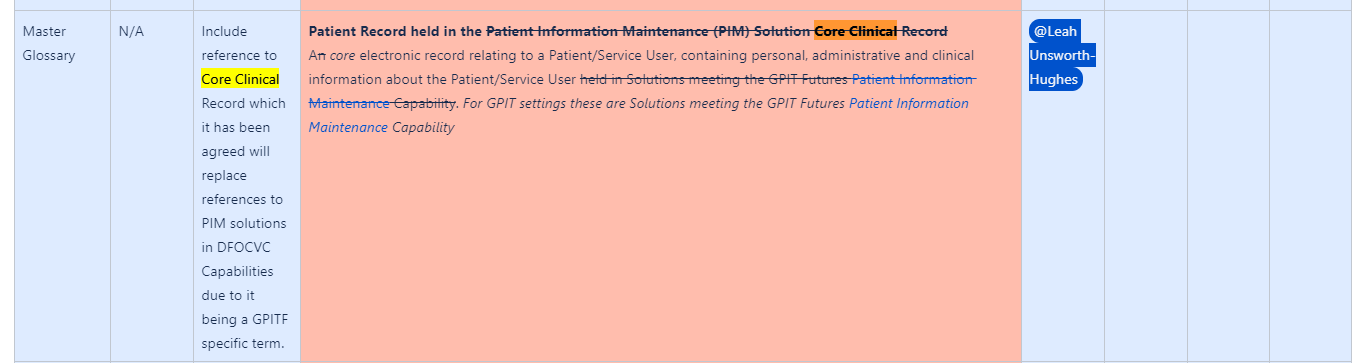 Master
Glossary
N/A
Include
reference to
Core Clinical
Record which
it has been
agreed will
replace
references to
PIM solutions
in DFOCVC
Capabilities
due to it
being a GPITF
specific term.
Patient Record held in the Patient Information Maintenance (PIM) Solution Core Clinical Record
An core electronic record relating to a Patient/Service User, containing personal, administrative and clinical
information about the Patient/Service User held in Solutions meeting the GPIT Futures Patient Information
Maintenance Capability. For GPIT settings these are Solutions meeting the GPIT Futures Patient Information
Maintenance Capability
@Leah
Unsworth-
Hughes